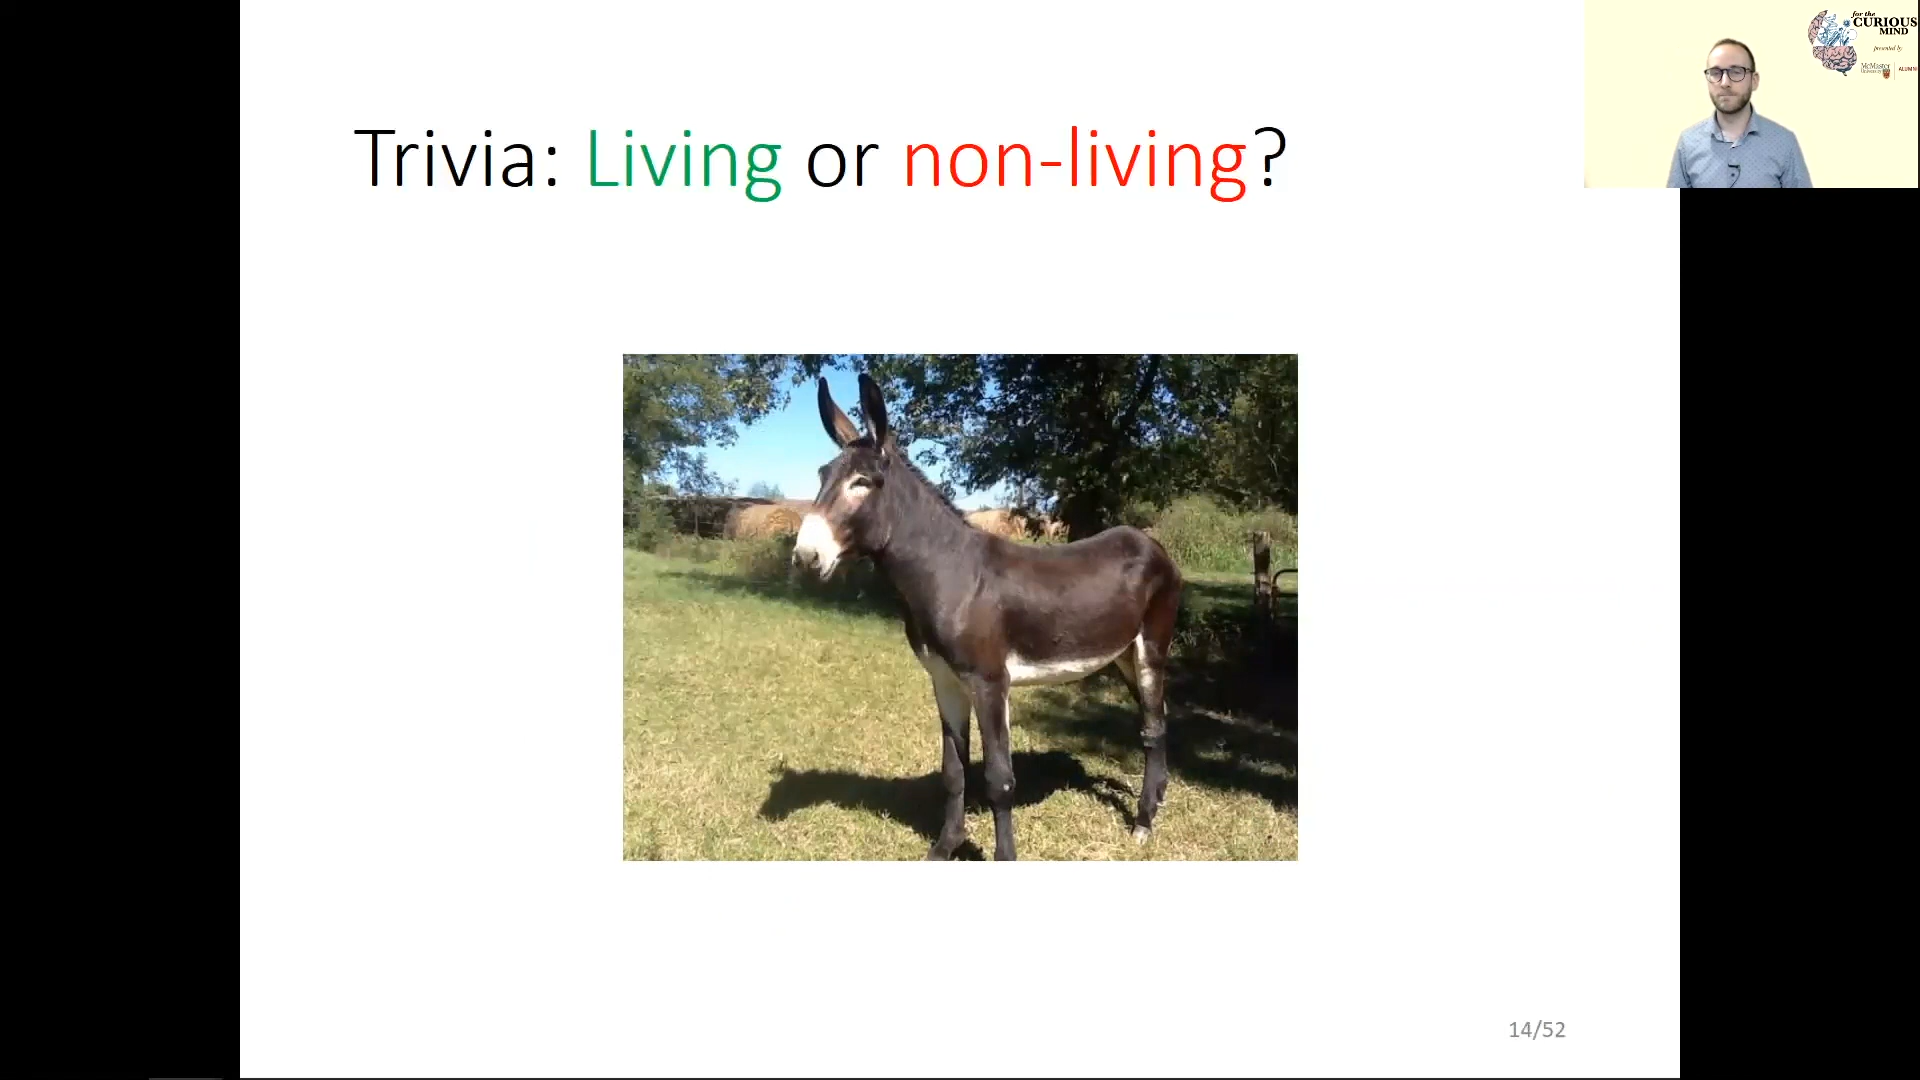 Trivia: Living or non-living?
for the
CURIOUS
MIND
presented by
McMaster
University
ALUMNI
14/52